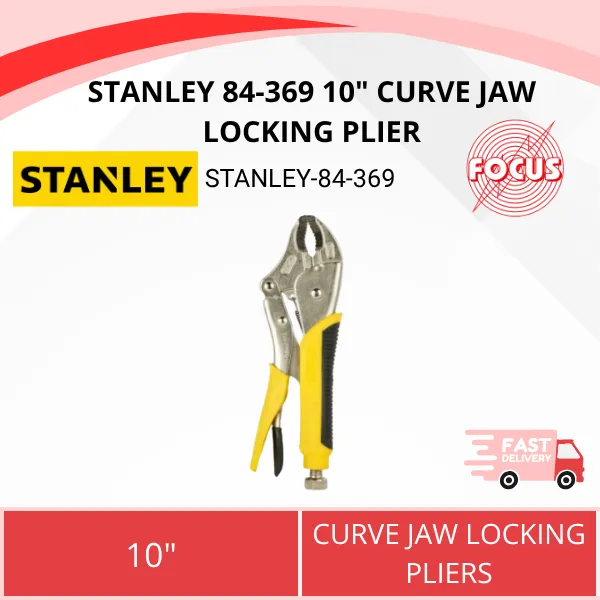 STANLEY 84-369 10" CURVE JAW
LOCKING PLIER
STANLEY
STANLEY-84-369
FOCUS
FAST
DELIVERY
10"
CURVE JAW LOCKING
PLIERS